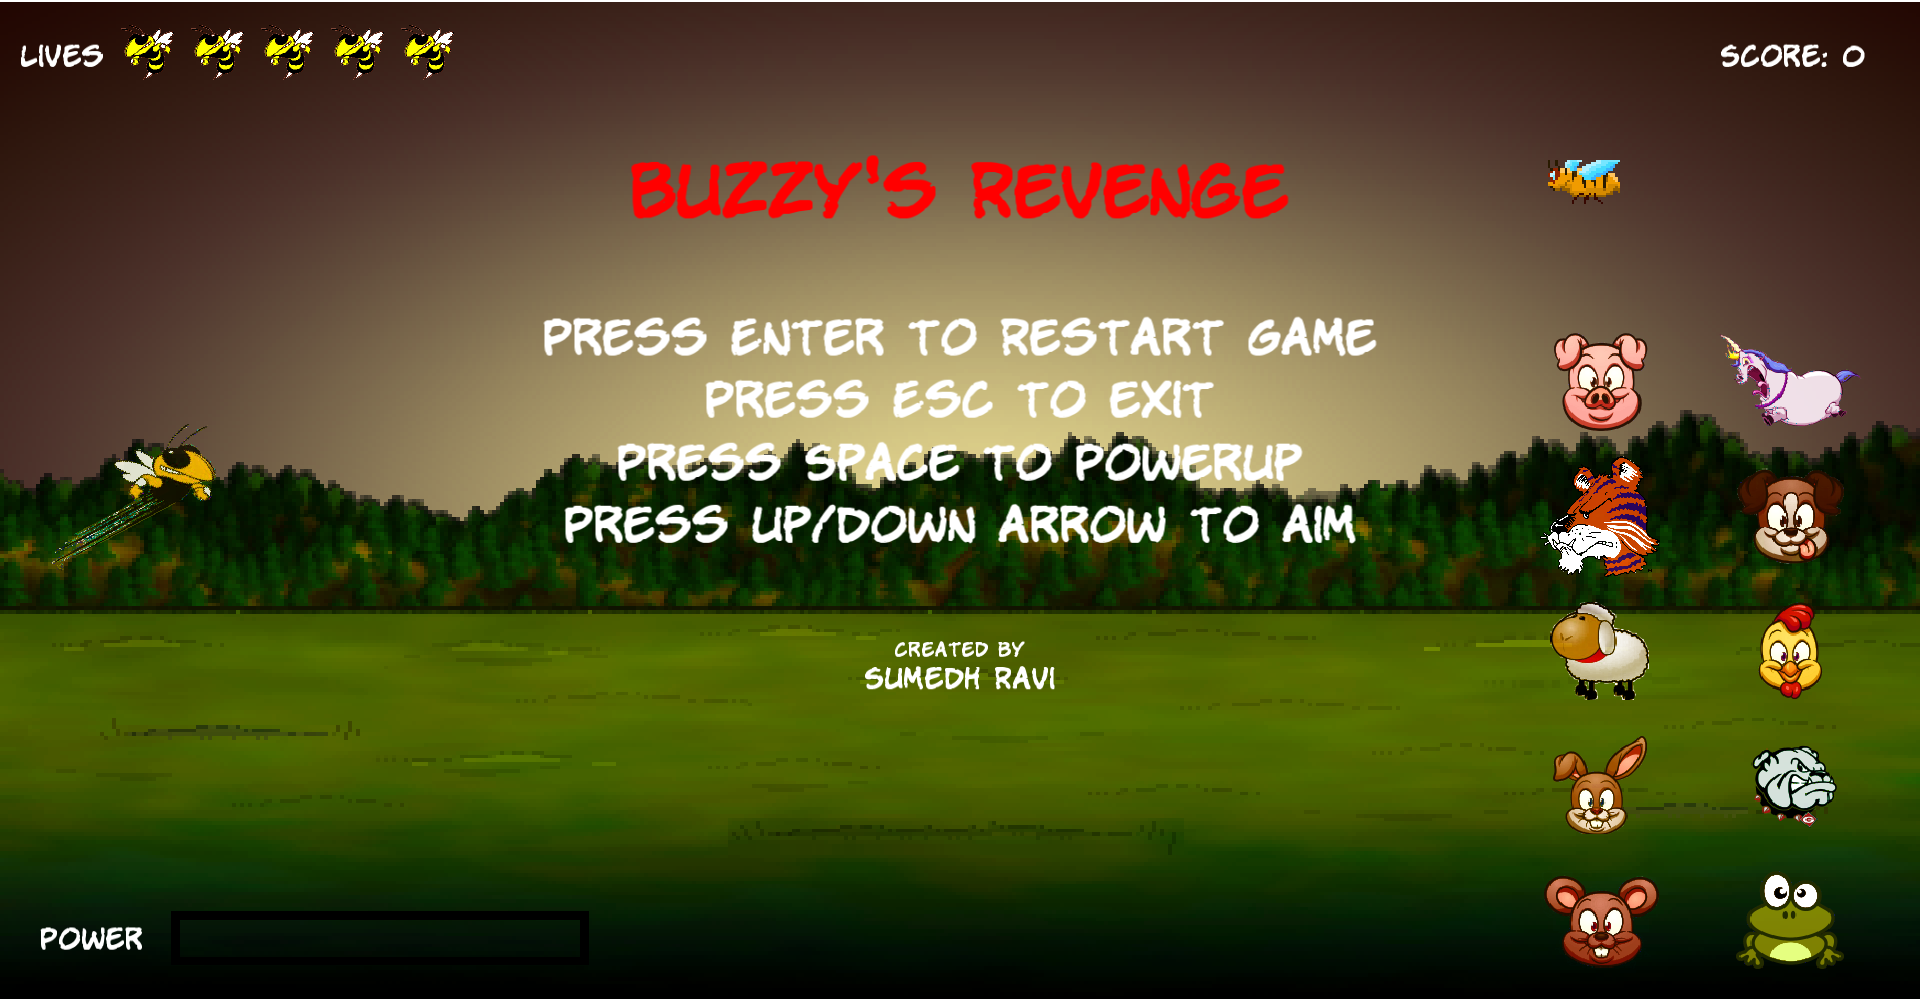 LIVES
SCORE: 0
BUZZY'S REVENGE
PRESS ENTER TO RESTART GAME
PRESS ESC TO EXIT
PRESS SPACE TO POWERUP
PRESS UP/DOWN ARROW TO AIM
CREATED BY
SUMEDH RAVI
POWER